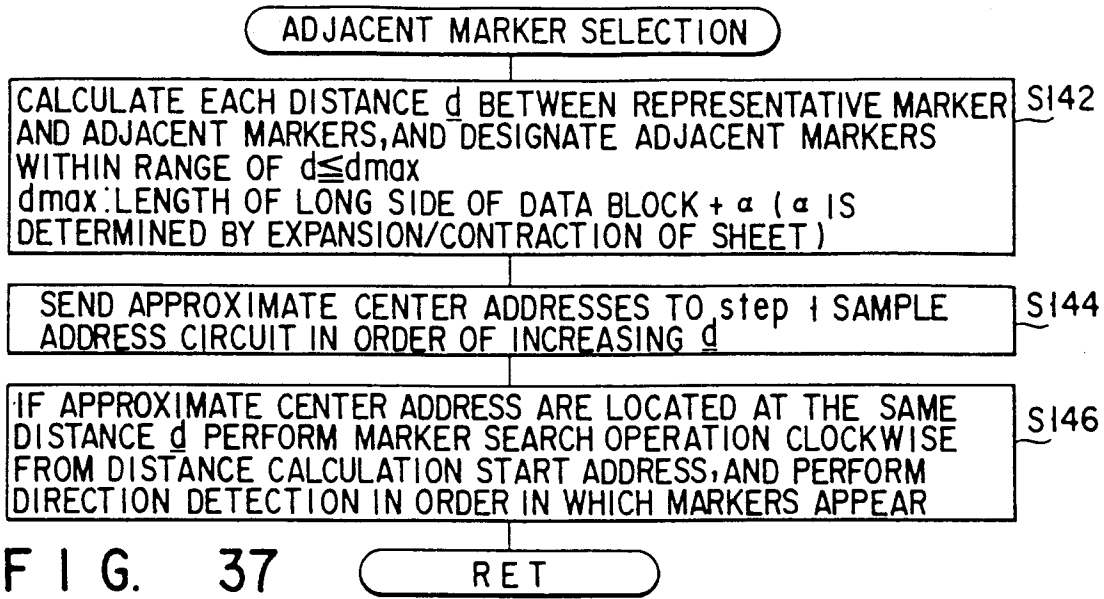 ADJACENT MARKER SELECTION
CALCULATE EACH DISTANCE d BETWEEN REPRESENTATIVE MARKER
AND ADJACENT MARKERS, AND DESIGNATE ADJACENT MARKERS
WITHIN RANGE OF d≦dmax
dmax:LENGTH OF LONG SIDE OF DATA BLOCK + α (α IS
DETERMINED BY EXPANSION/CONTRACTION OF SHEET)
S142
SEND APPROXIMATE CENTER ADDRESSES TO step 1 SAMPLE
ADDRESS CIRCUIT IN ORDER OF INCREASING d
S144
IF APPROXIMATE CENTER ADDRESS ARE LOCATED AT THE SAME
DISTANCE d PERFORM MARKER SEARCH OPERATION CLOCKWISE
FROM DISTANCE CALCULATION START ADDRESS, AND PERFORM
DIRECTION DETECTION IN ORDER IN WHICH MARKERS APPEAR
S146
RET
FIG. 37